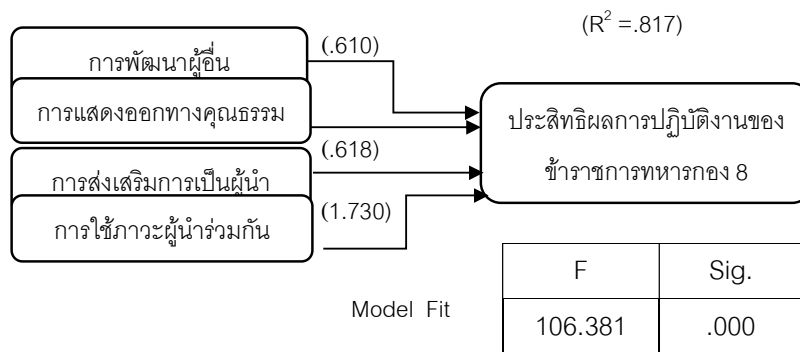 (R² =.817)
(.610)
การพัฒนาผู้อื่น
การแสดงออกทางคุณธรรม
ประสิทธิผลการปฏิบัติงานของ
ข้าราชการทหารกอง 8
(.618)
การส่งเสริมการเป็นผู้นำ
(1.730)
การใช้ภาวะผู้นำร่วมกัน
Model Fit
F Sig.
106.381 .000